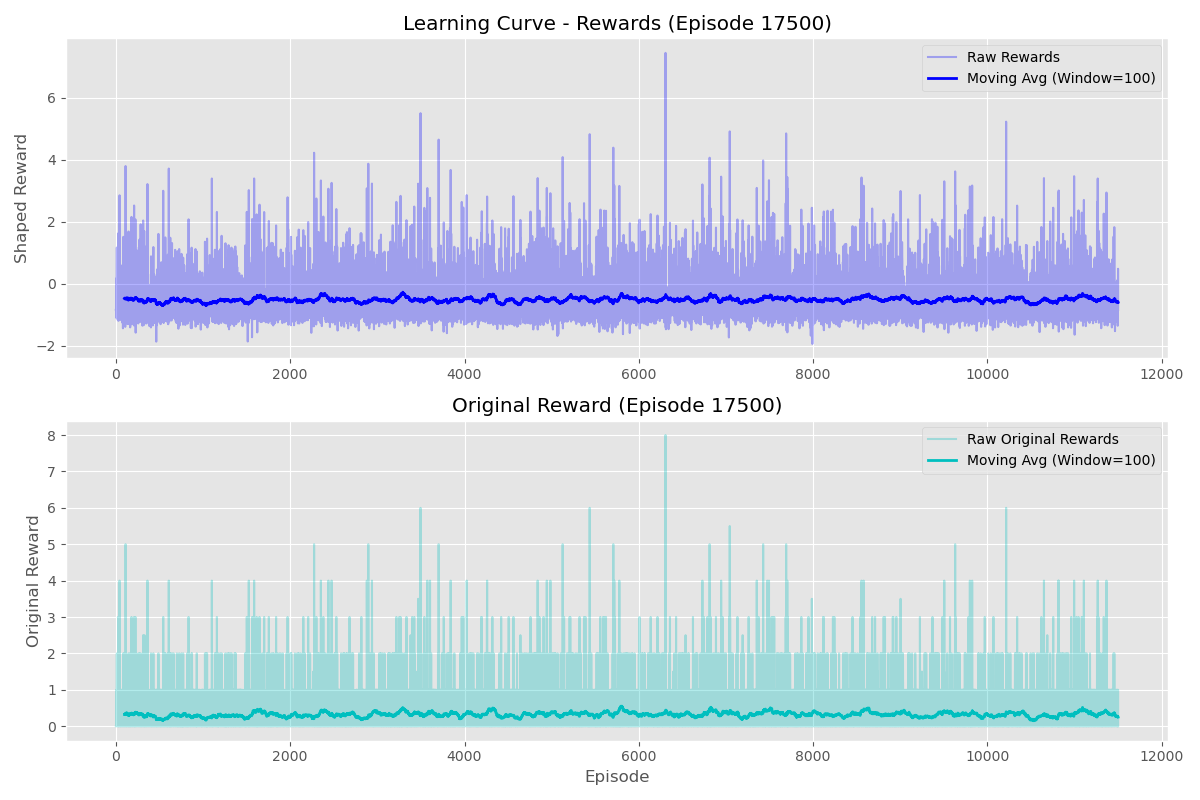 Learning Curve - Rewards (Episode 17500)
Shaped Reward
6
4
2
0
−2
Raw Rewards
Moving Avg (Window=100)
0 2000 4000 6000 8000 10000 12000
Original Reward (Episode 17500)
Original Reward
8
7
6
5
4
3
2
1
0
Raw Original Rewards
Moving Avg (Window=100)
0 2000 4000 6000 8000 10000 12000
Episode